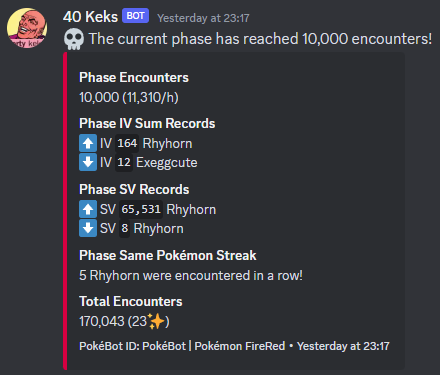 40 Keks BOT Yesterday at 23:17
💀 The current phase has reached 10,000 encounters!
Phase Encounters
10,000 (11,310/h)
Phase IV Sum Records
⬆️ IV 164 Rhyhorn
⬇️ IV 12 Exeggcute
Phase SV Records
⬆️ SV 65,531 Rhyhorn
⬇️ SV 8 Rhyhorn
Phase Same Pokémon Streak
5 Rhyhorn were encountered in a row!
Total Encounters
170,043 (23✨)
PokéBot ID: PokéBot | Pokémon FireRed • Yesterday at 23:17